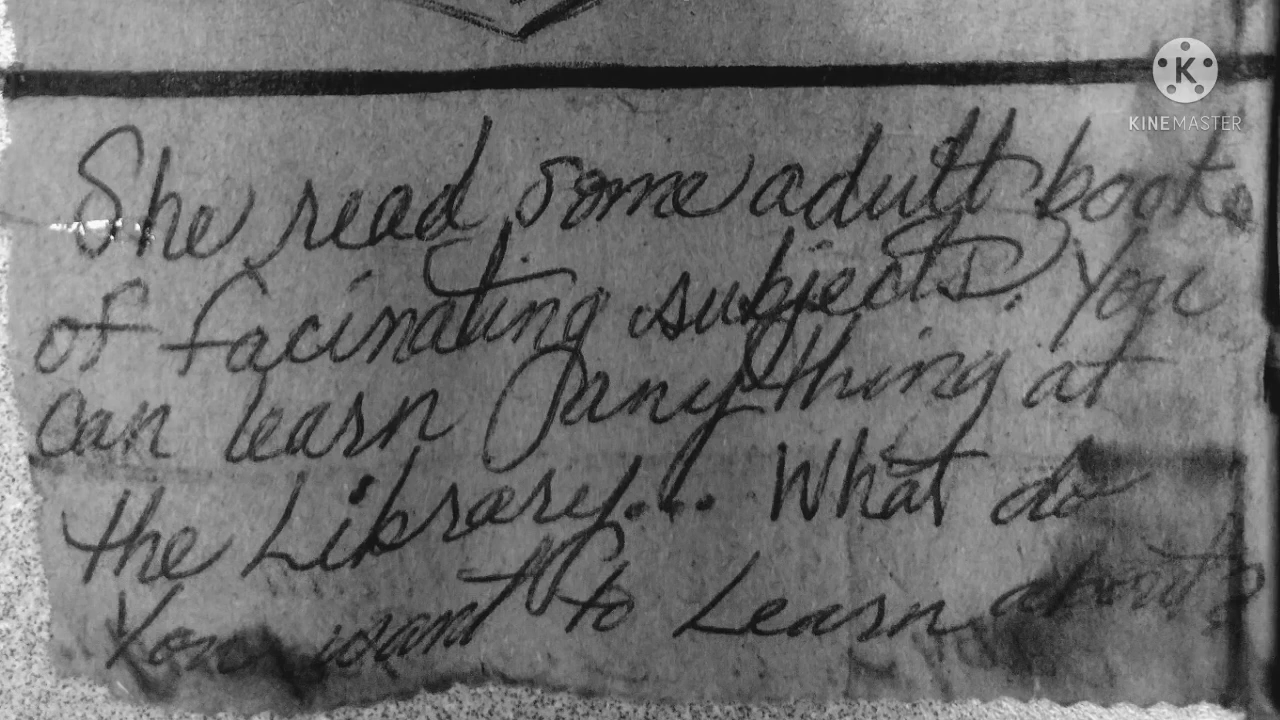 K
KINEMASTER
She read some adult books
of facinating subjects. You
can learn anything at
the Library... What do
You want to Learn about?